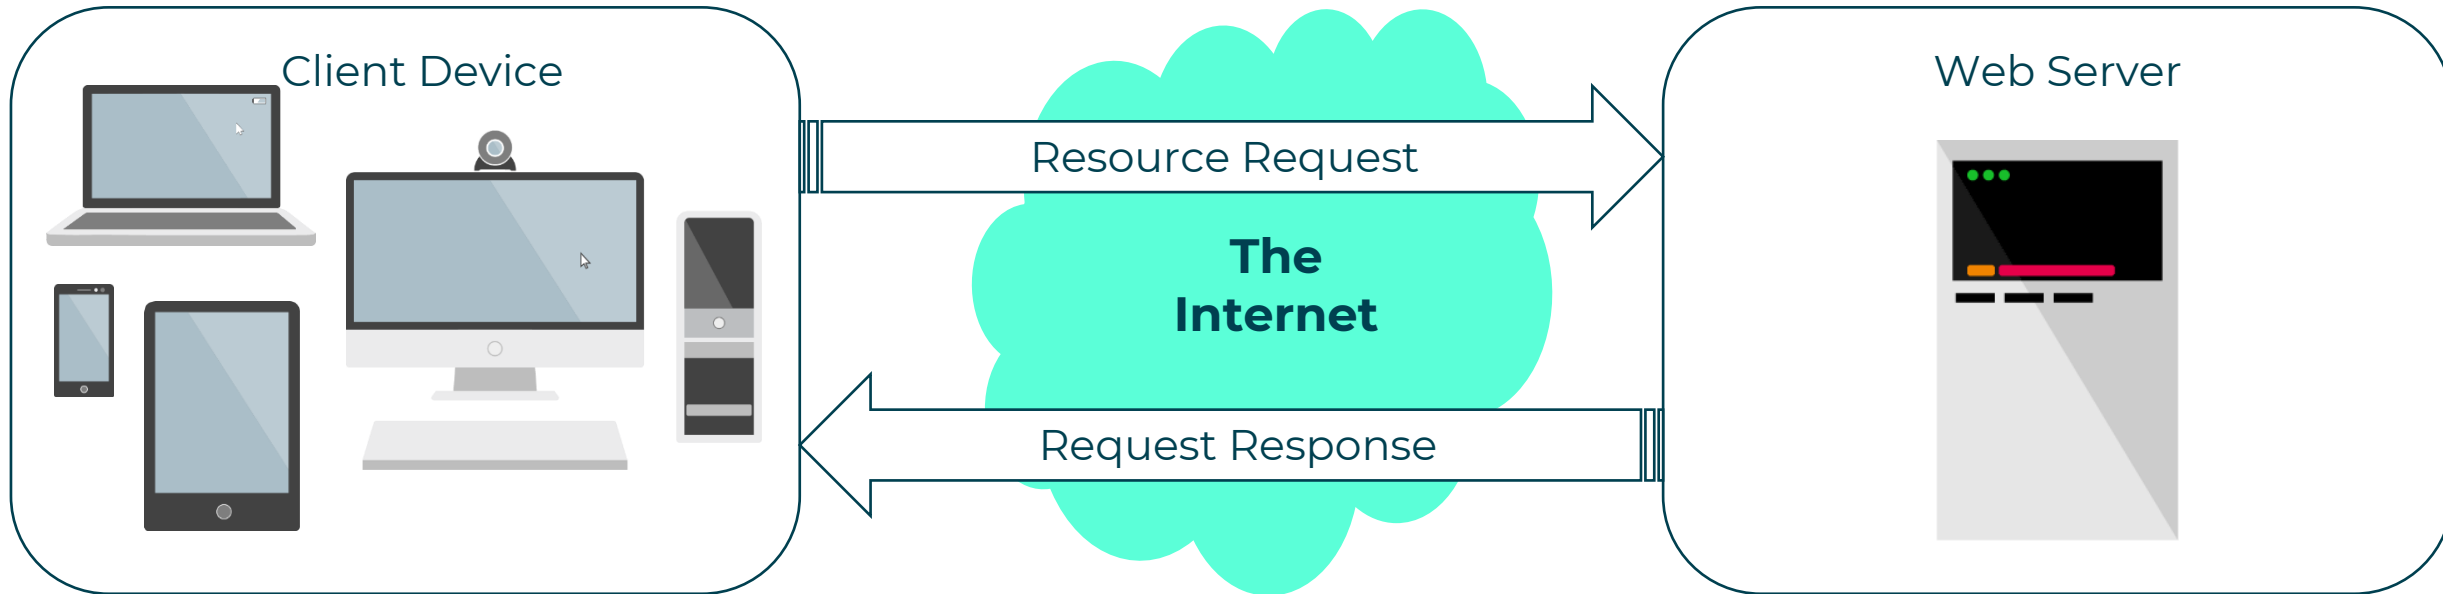 Client Device
Web Server
Resource Request
The
Internet
Request Response